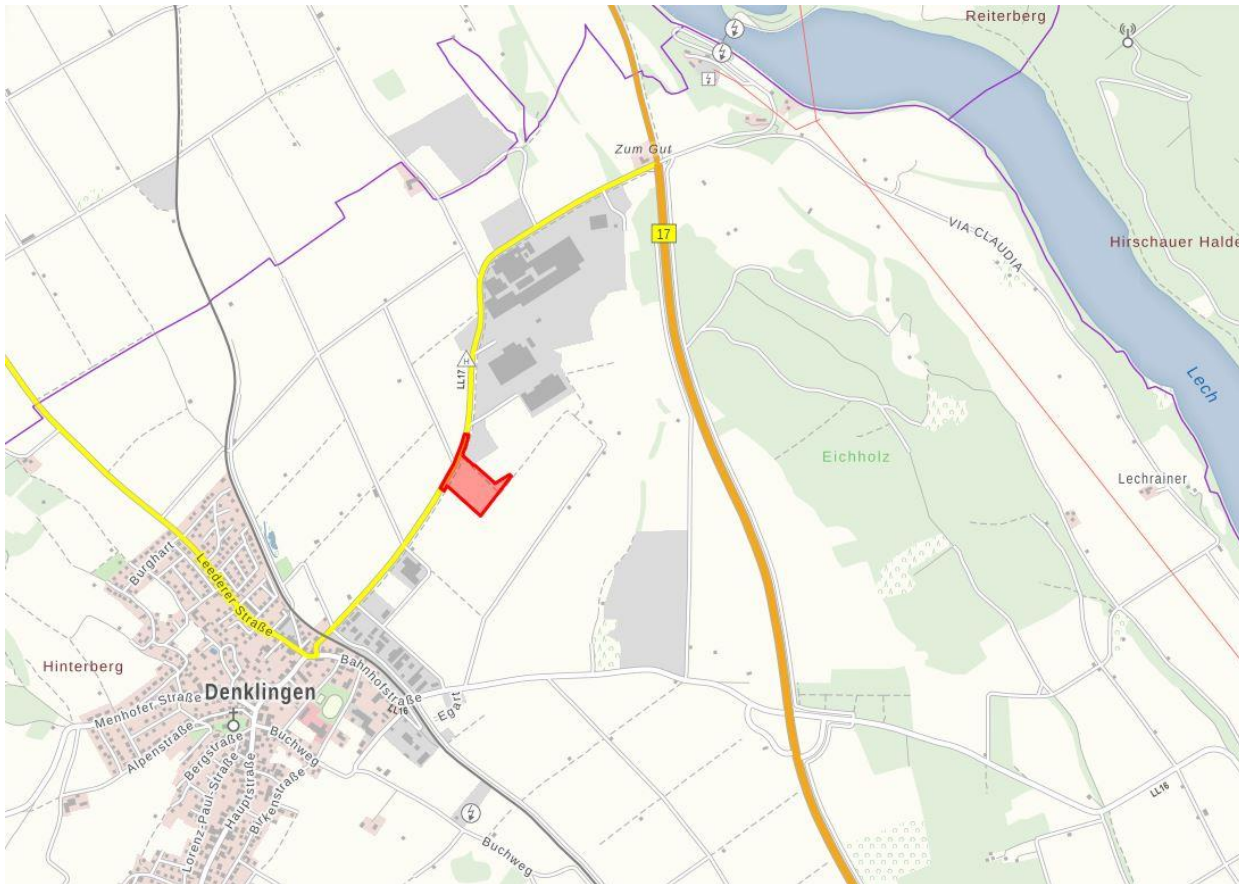 Reiterberg
Zum Gut
17
VIA CLAUDIA
Hirschauer Halde
H
LL17
Lech
Eichholz
Lechrainer
Burghart
Leederer Straße
Hinterberg
Bahnhofstraße
Denklingen
Menhofer Straße
LL16
Egart
Alpenstraße
Bergstraße
Buchweg
Lorenz-Paul-Straße
Hauptstraße
Birkenstraße
LL16
Buchweg